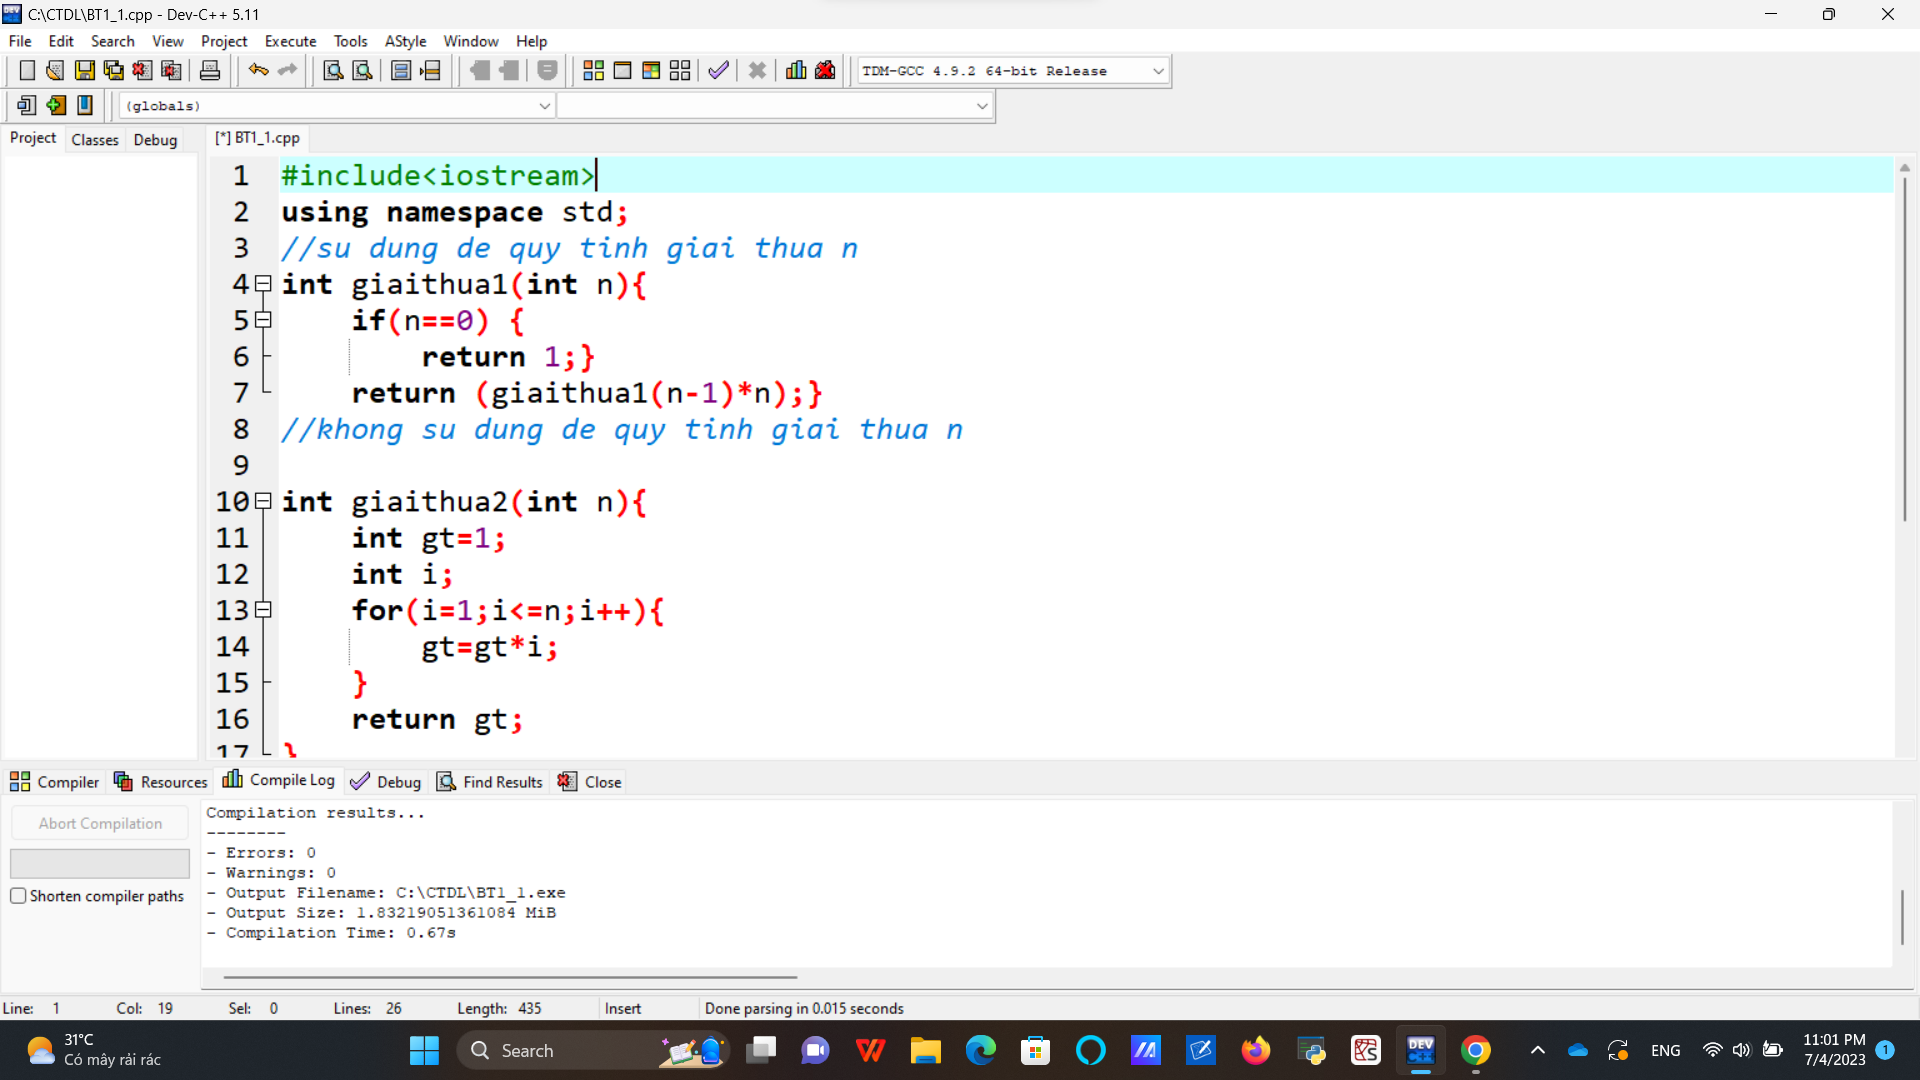 C:\CTDL\BT1_1.cpp - Dev-C++ 5.11
File Edit Search View Project Execute Tools AStyle Window Help
TDM-GCC 4.9.2 64-bit Release
(globals)
Project Classes Debug
[*] BT1_1.cpp
1 #include<iostream>
2 using namespace std;
3 //su dung de quy tinh giai thua n
4 int giaithua1(int n){
5 if(n==0) {
6 return 1;}
7 return (giaithua1(n-1)*n);}
8 //khong su dung de quy tinh giai thua n
9
10 int giaithua2(int n){
11 int gt=1;
12 int i;
13 for(i=1;i<=n;i++){
14 gt=gt*i;
15 }
16 return gt;
17 }
Compiler Resources Compile Log Debug Find Results Close
Abort Compilation
Shorten compiler paths
Compilation results...
--------
- Errors: 0
- Warnings: 0
- Output Filename: C:\CTDL\BT1_1.exe
- Output Size: 1.83219051361084 MiB
- Compilation Time: 0.67s
Line: 1 Col: 19 Sel: 0 Lines: 26 Length: 435 Insert Done parsing in 0.015 seconds
31°C
Có mây rải rác
Search
DEV
ENG
11:01 PM
7/4/2023
1